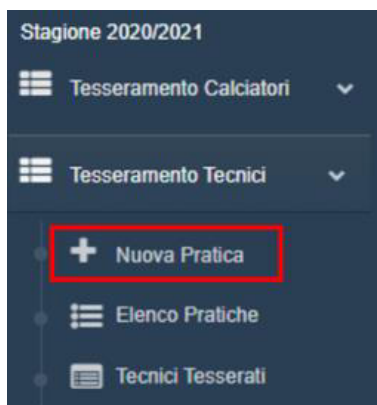 Stagione 2020/2021
Tesseramento Calciatori
Tesseramento Tecnici
Nuova Pratica
Elenco Pratiche
Tecnici Tesserati